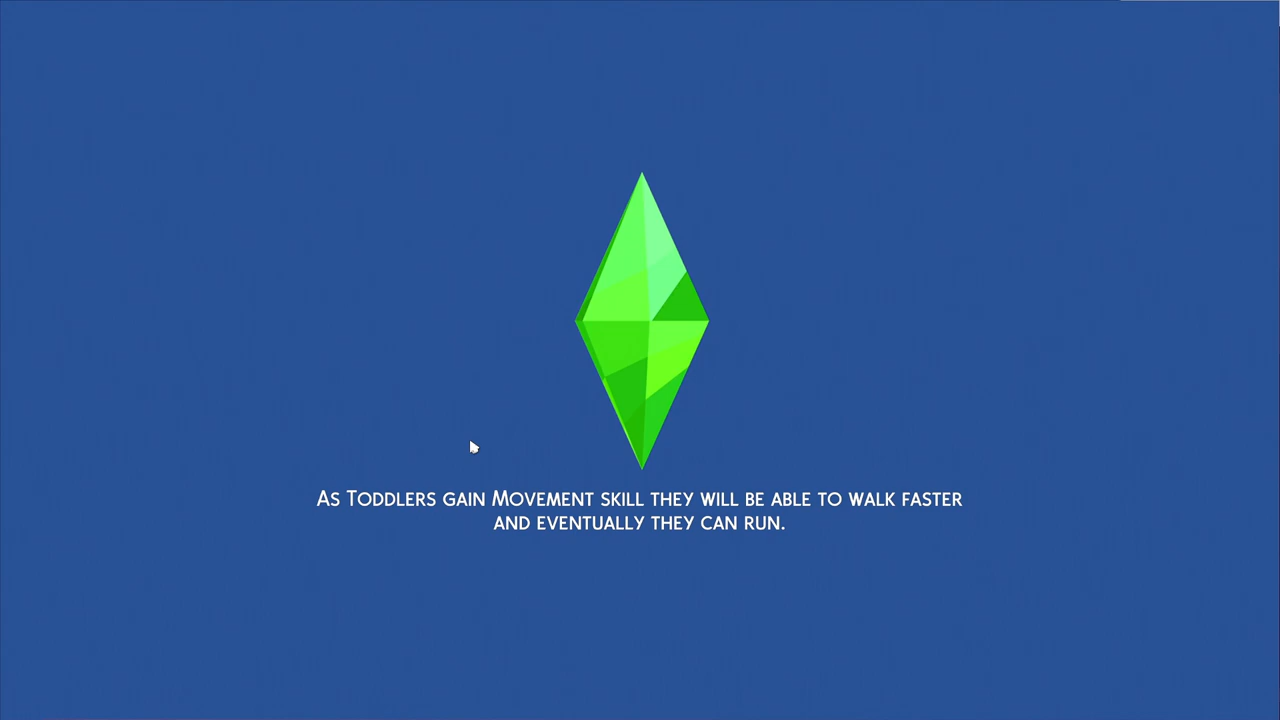 As Toddlers gain Movement skill they will be able to walk faster
and eventually they can run.